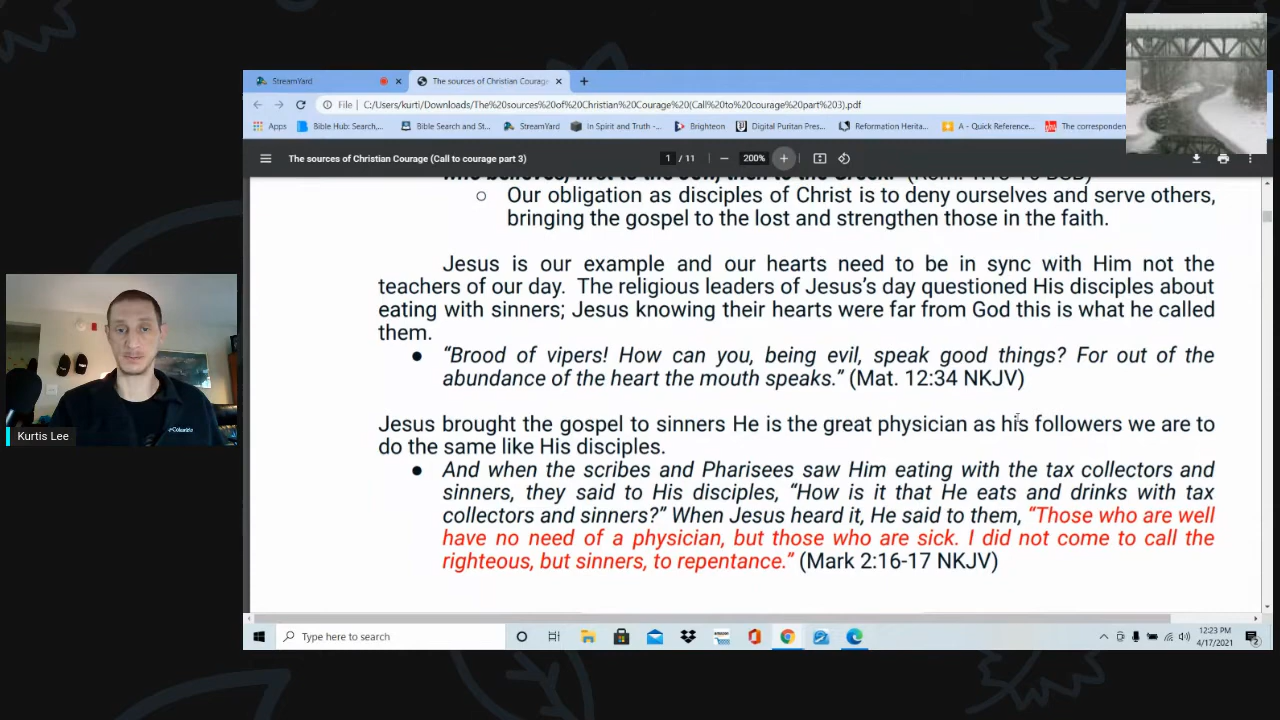 StreamYard
The sources of Christian Courage
File C:/Users/kurti/Downloads/The%20sources%20of%20Christian%20Courage%20(Call%20to%20courage%20part%203).pdf
Apps Bible Hub: Search,... Bible Search and St... StreamYard In Spirit and Truth -... Brighteon Digital Puritan Pres... Reformation Herita... A - Quick Reference... The corresponden
The sources of Christian Courage (Call to courage part 3) 1 / 11 200%
○ Our obligation as disciples of Christ is to deny ourselves and serve others,
bringing the gospel to the lost and strengthen those in the faith.
Jesus is our example and our hearts need to be in sync with Him not the
teachers of our day. The religious leaders of Jesus's day questioned His disciples about
eating with sinners; Jesus knowing their hearts were far from God this is what he called
them.
● “Brood of vipers! How can you, being evil, speak good things? For out of the
abundance of the heart the mouth speaks.” (Mat. 12:34 NKJV)
Jesus brought the gospel to sinners He is the great physician as his followers we are to
do the same like His disciples.
● And when the scribes and Pharisees saw Him eating with the tax collectors and
sinners, they said to His disciples, “How is it that He eats and drinks with tax
collectors and sinners?” When Jesus heard it, He said to them, “Those who are well
have no need of a physician, but those who are sick. I did not come to call the
righteous, but sinners, to repentance.” (Mark 2:16-17 NKJV)
Kurtis Lee
Type here to search
12:23 PM
4/17/2021